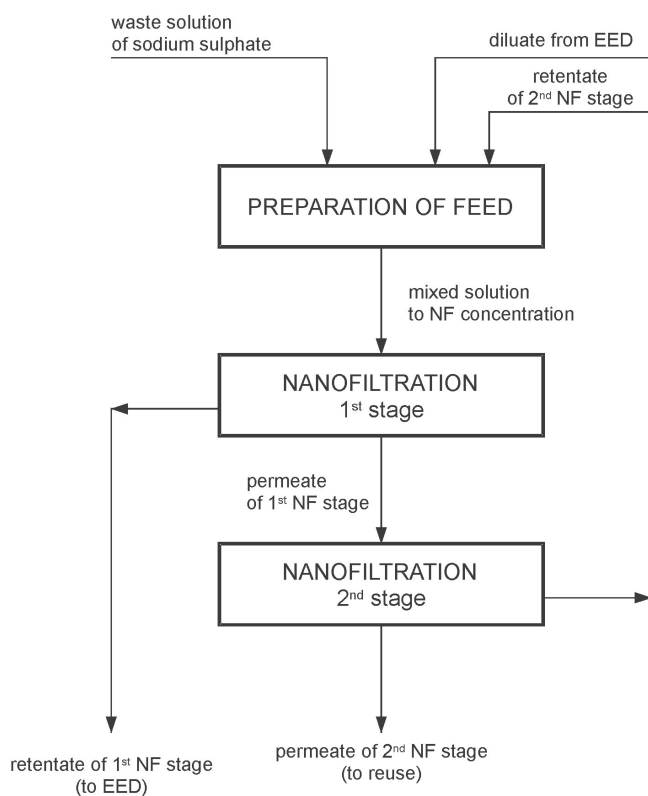 waste solution
of sodium sulphate
diluate from EED
retentate
of 2nd NF stage
PREPARATION OF FEED
mixed solution
to NF concentration
NANOFILTRATION
1st stage
permeate
of 1st NF stage
NANOFILTRATION
2nd stage
retentate of 1st NF stage
(to EED)
permeate of 2nd NF stage
(to reuse)